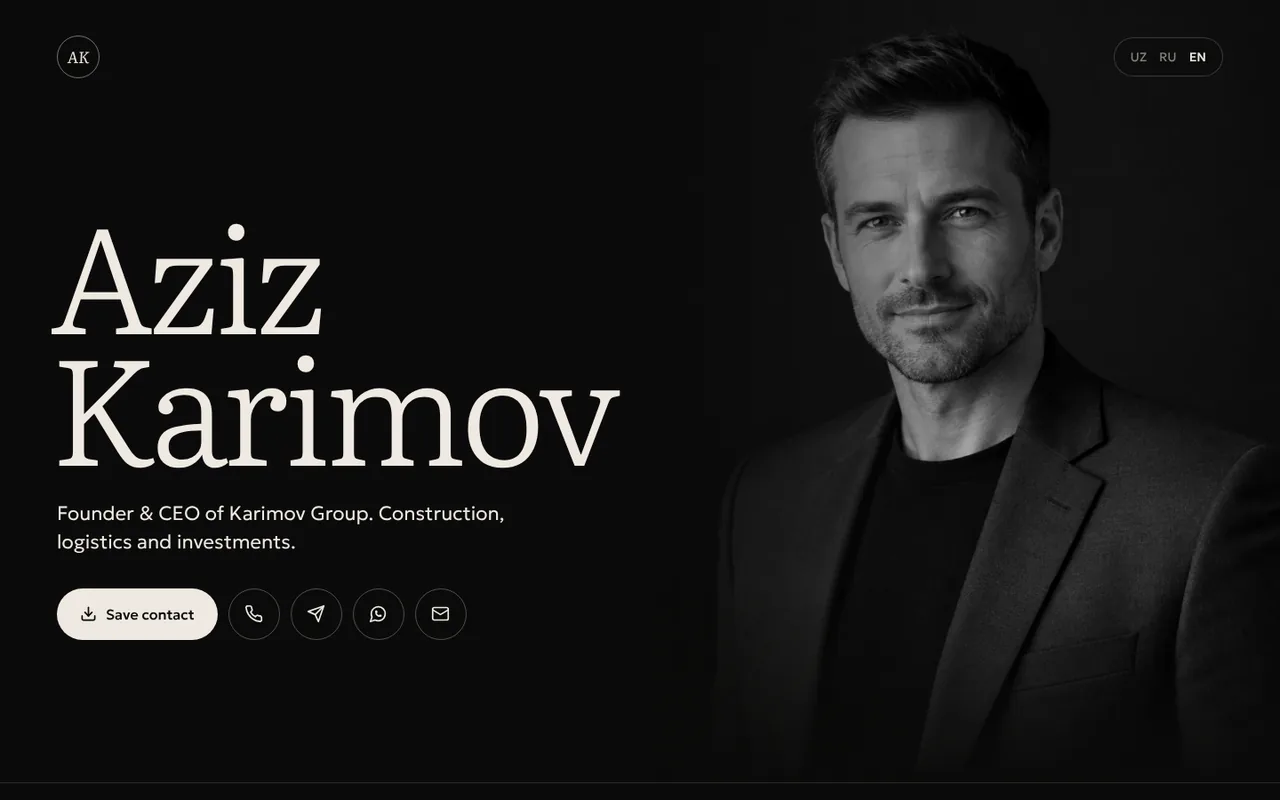 AK
UZ RU EN
Aziz
Karimov
Founder & CEO of Karimov Group. Construction,
logistics and investments.
Save contact